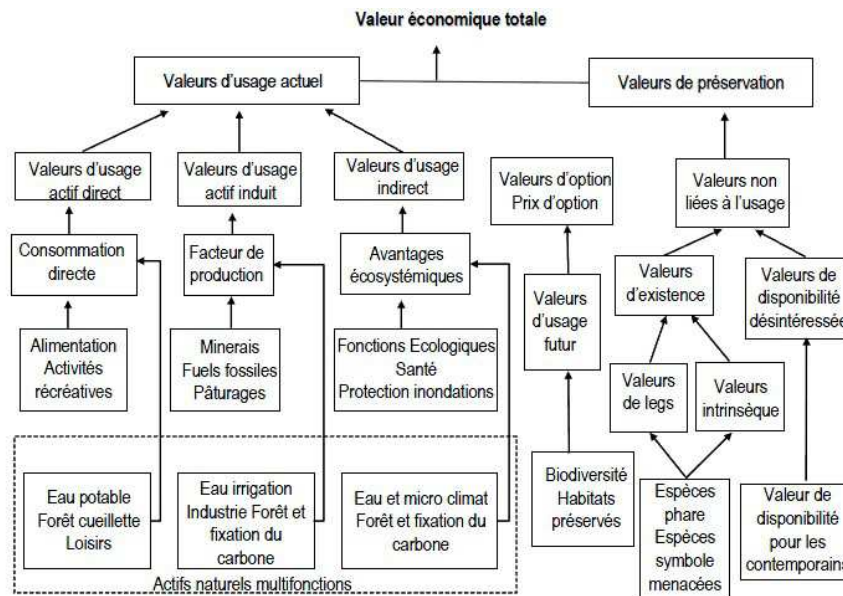 Valeur économique totale
Valeurs d'usage actuel
Valeurs de préservation
Valeurs d'usage
actif direct
Valeurs d'usage
actif induit
Valeurs d'usage
indirect
Valeurs d'option
Prix d'option
Valeurs non
liées à l'usage
Consommation
directe
Facteur de
production
Avantages
écosystémiques
Valeurs
d'usage
futur
Valeurs
d'existence
Valeurs de
disponibilité
désintéressée
Alimentation
Activités
récréatives
Minerais
Fuels fossiles
Pâturages
Fonctions Ecologiques
Santé
Protection inondations
Valeurs
de legs
Valeurs
intrinsèque
Eau potable
Forêt cueillette
Loisirs
Eau irrigation
Industrie Forêt et
fixation du
carbone
Eau et micro climat
Forêt et fixation du
carbone
Biodiversité
Habitats
préservés
Espèces
phare
Espèces
symbole
menacées
Valeur de
disponibilité
pour les
contemporains
Actifs naturels multifonctions